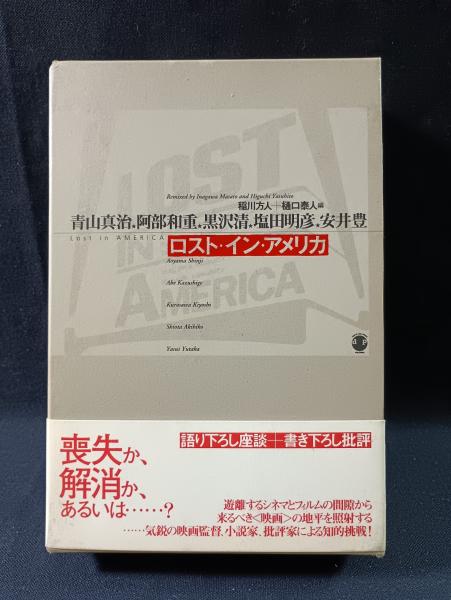 LOST
IN
AMERICA
Remixed by Inagawa Masato and Higuchi Yasuhito
稲川方人＋樋口泰人編
青山真治★阿部和重★黒沢清★塩田明彦★安井豊
Lost in AMERICA
ロスト・イン・アメリカ
Aoyama Shinji
Abe Kazushige
Kurosawa Kiyoshi
Shiota Akihiko
Yasui Yutaka
喪失か、
解消か、
あるいは……？
語り下ろし座談＋書き下ろし批評
遊離するシネマとフィルムの間隙から
来るべき＜映画＞の地平を照射する
……気鋭の映画監督、小説家、批評家による知的挑戦！